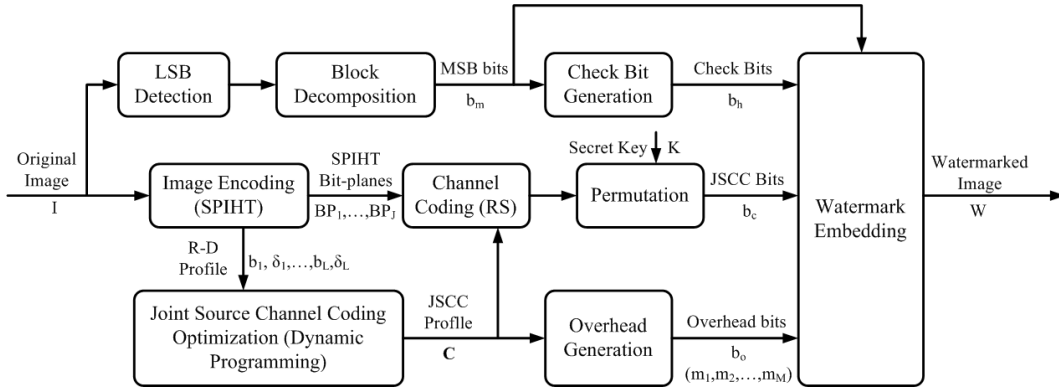 LSB
Detection
Block
Decomposition
MSB bits
b_m
Check Bit
Generation
Check Bits
b_h
Original
Image
I
Image Encoding
(SPIHT)
SPIHT
Bit-planes
BP_1,…,BP_J
Channel
Coding (RS)
Secret Key
K
Permutation
JSCC Bits
b_c
Watermark
Embedding
Watermarked
Image
W
R-D
Profile
b_1, δ_1,…,b_L,δ_L
Joint Source Channel Coding
Optimization (Dynamic
Programming)
JSCC
Profile
C
Overhead
Generation
Overhead bits
b_o
(m_1,m_2,…,m_M)